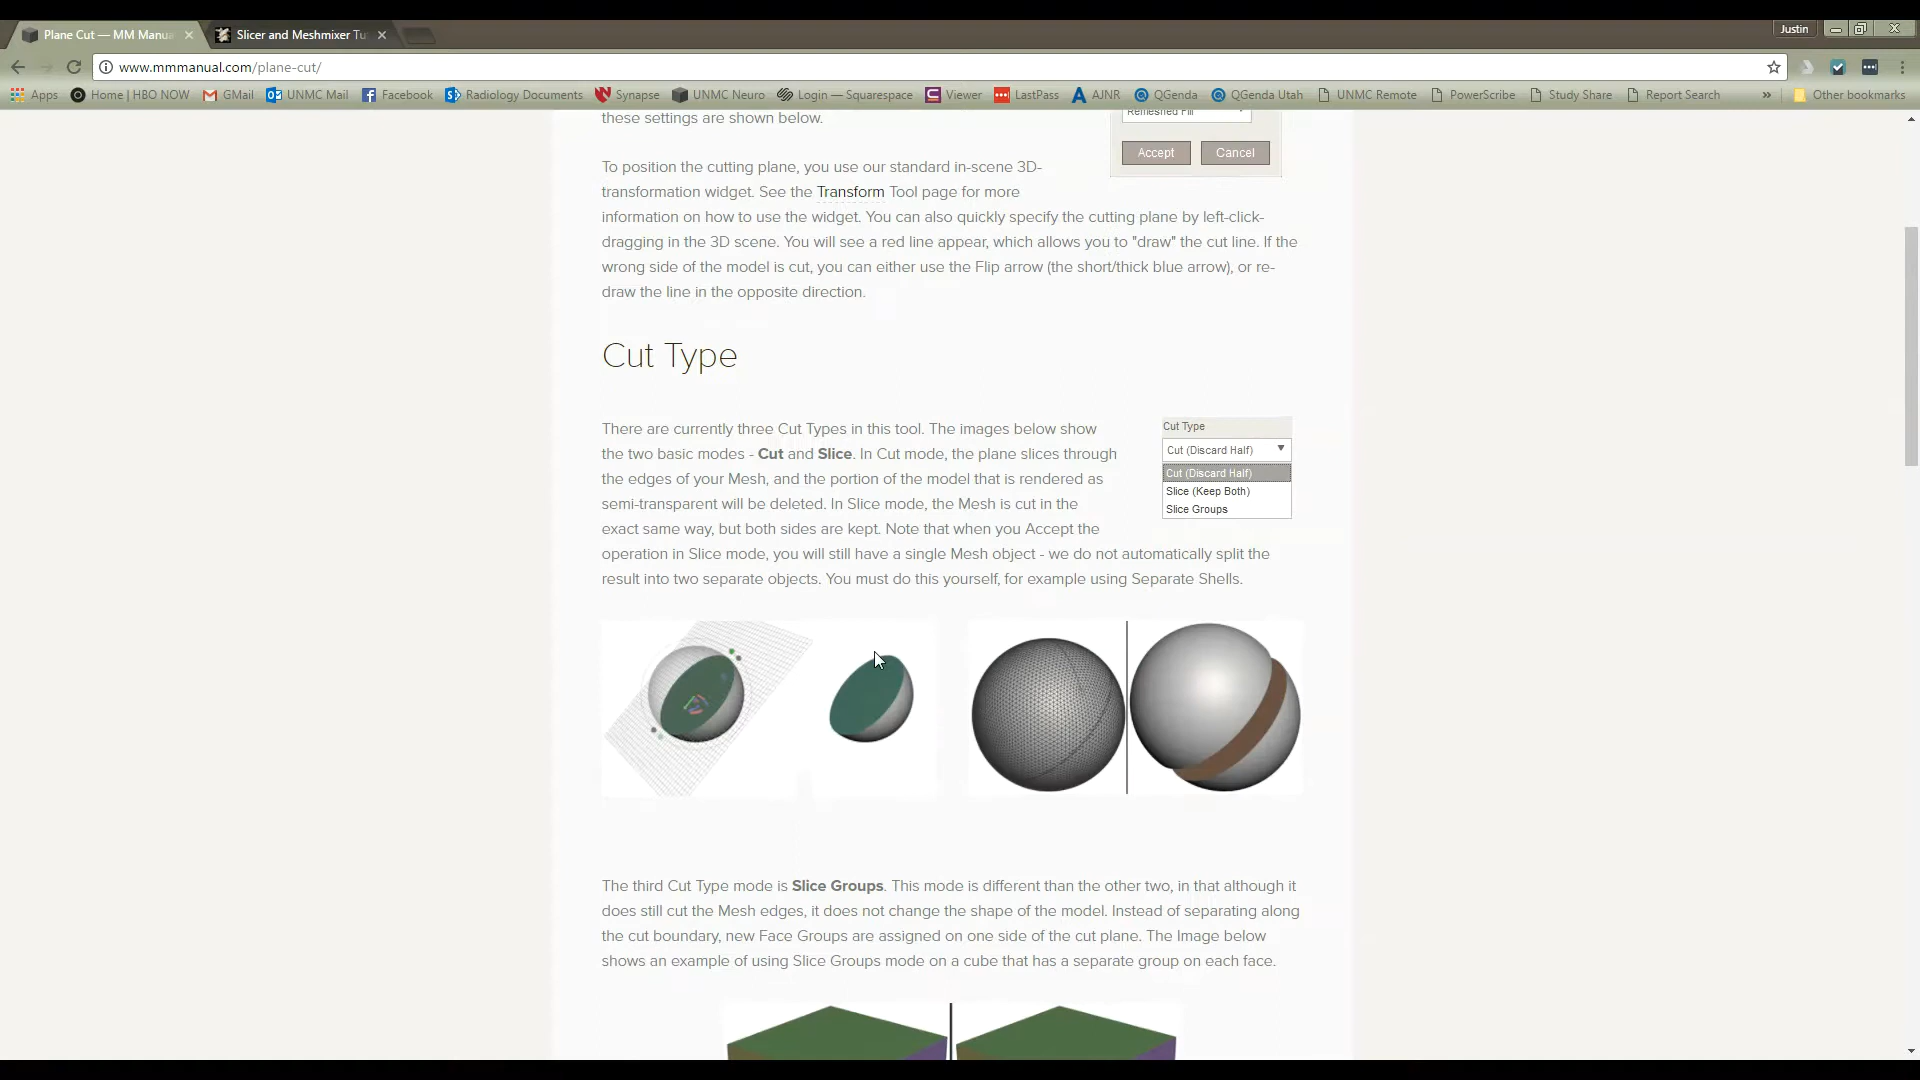 Plane Cut — MM Manua
Slicer and Meshmixer Tu
Justin
www.mmmanual.com/plane-cut/
Apps Home | HBO NOW GMail UNMC Mail Facebook Radiology Documents Synapse UNMC Neuro Login — Squarespace Viewer LastPass AJNR QGenda QGenda Utah UNMC Remote PowerScribe Study Share Report Search » Other bookmarks
these settings are shown below.
Remeshed Fill
Accept Cancel
To position the cutting plane, you use our standard in-scene 3D-
transformation widget. See the Transform Tool page for more
information on how to use the widget. You can also quickly specify the cutting plane by left-click-
dragging in the 3D scene. You will see a red line appear, which allows you to "draw" the cut line. If the
wrong side of the model is cut, you can either use the Flip arrow (the short/thick blue arrow), or re-
draw the line in the opposite direction.
Cut Type
There are currently three Cut Types in this tool. The images below show
the two basic modes - Cut and Slice. In Cut mode, the plane slices through
the edges of your Mesh, and the portion of the model that is rendered as
semi-transparent will be deleted. In Slice mode, the Mesh is cut in the
exact same way, but both sides are kept. Note that when you Accept the
operation in Slice mode, you will still have a single Mesh object - we do not automatically split the
result into two separate objects. You must do this yourself, for example using Separate Shells.
Cut Type
Cut (Discard Half)
Cut (Discard Half)
Slice (Keep Both)
Slice Groups
The third Cut Type mode is Slice Groups. This mode is different than the other two, in that although it
does still cut the Mesh edges, it does not change the shape of the model. Instead of separating along
the cut boundary, new Face Groups are assigned on one side of the cut plane. The Image below
shows an example of using Slice Groups mode on a cube that has a separate group on each face.